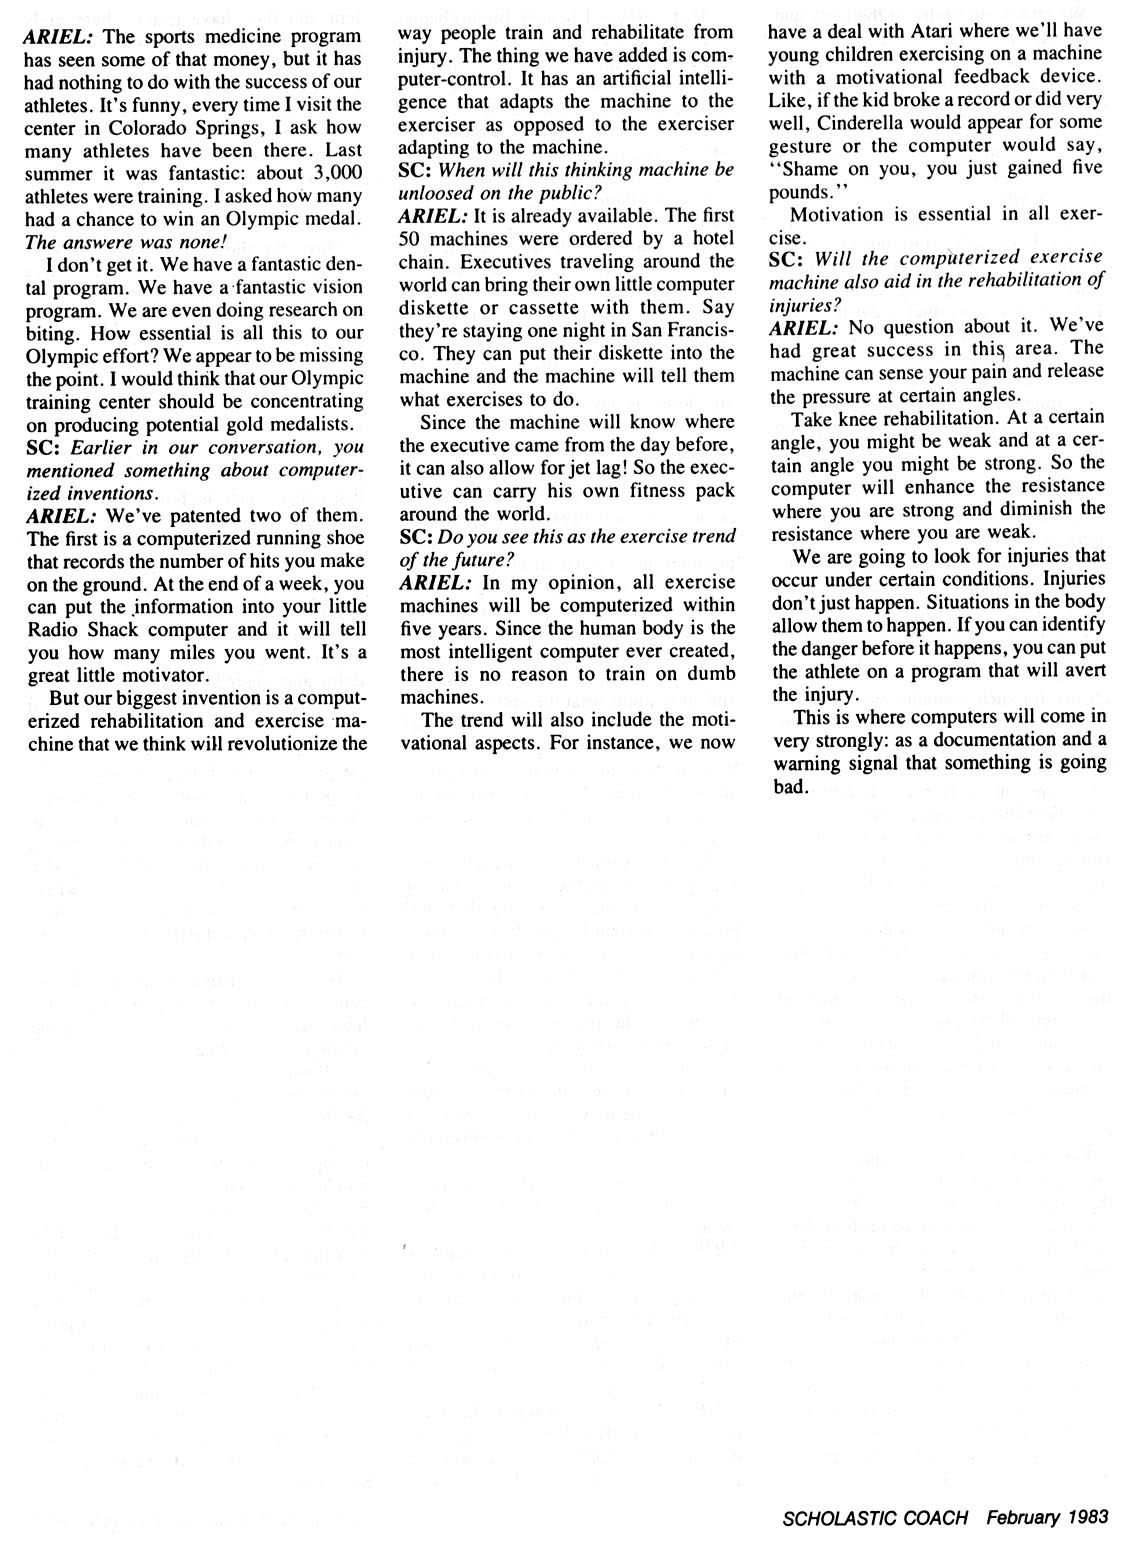 ARIEL: The sports medicine program
has seen some of that money, but it has
had nothing to do with the success of our
athletes. It's funny, every time I visit the
center in Colorado Springs, I ask how
many athletes have been there. Last
summer it was fantastic: about 3,000
athletes were training. I asked how many
had a chance to win an Olympic medal.
The answere was none!
I don't get it. We have a fantastic den-
tal program. We have a fantastic vision
program. We are even doing research on
biting. How essential is all this to our
Olympic effort? We appear to be missing
the point. I would think that our Olympic
training center should be concentrating
on producing potential gold medalists.
SC: Earlier in our conversation, you
mentioned something about computer-
ized inventions.
ARIEL: We've patented two of them.
The first is a computerized running shoe
that records the number of hits you make
on the ground. At the end of a week, you
can put the information into your little
Radio Shack computer and it will tell
you how many miles you went. It's a
great little motivator.
But our biggest invention is a comput-
erized rehabilitation and exercise ma-
chine that we think will revolutionize the
way people train and rehabilitate from
injury. The thing we have added is com-
puter-control. It has an artificial intelli-
gence that adapts the machine to the
exerciser as opposed to the exerciser
adapting to the machine.
SC: When will this thinking machine be
unloosed on the public?
ARIEL: It is already available. The first
50 machines were ordered by a hotel
chain. Executives traveling around the
world can bring their own little computer
diskette or cassette with them. Say
they're staying one night in San Francis-
co. They can put their diskette into the
machine and the machine will tell them
what exercises to do.
Since the machine will know where
the executive came from the day before,
it can also allow for jet lag! So the exec-
utive can carry his own fitness pack
around the world.
SC: Do you see this as the exercise trend
of the future?
ARIEL: In my opinion, all exercise
machines will be computerized within
five years. Since the human body is the
most intelligent computer ever created,
there is no reason to train on dumb
machines.
The trend will also include the moti-
vational aspects. For instance, we now
have a deal with Atari where we'll have
young children exercising on a machine
with a motivational feedback device.
Like, if the kid broke a record or did very
well, Cinderella would appear for some
gesture or the computer would say,
"Shame on you, you just gained five
pounds."
Motivation is essential in all exer-
cise.
SC: Will the computerized exercise
machine also aid in the rehabilitation of
injuries?
ARIEL: No question about it. We've
had great success in this area. The
machine can sense your pain and release
the pressure at certain angles.
Take knee rehabilitation. At a certain
angle, you might be weak and at a cer-
tain angle you might be strong. So the
computer will enhance the resistance
where you are strong and diminish the
resistance where you are weak.
We are going to look for injuries that
occur under certain conditions. Injuries
don't just happen. Situations in the body
allow them to happen. If you can identify
the danger before it happens, you can put
the athlete on a program that will avert
the injury.
This is where computers will come in
very strongly: as a documentation and a
warning signal that something is going
bad.
SCHOLASTIC COACH February 1983